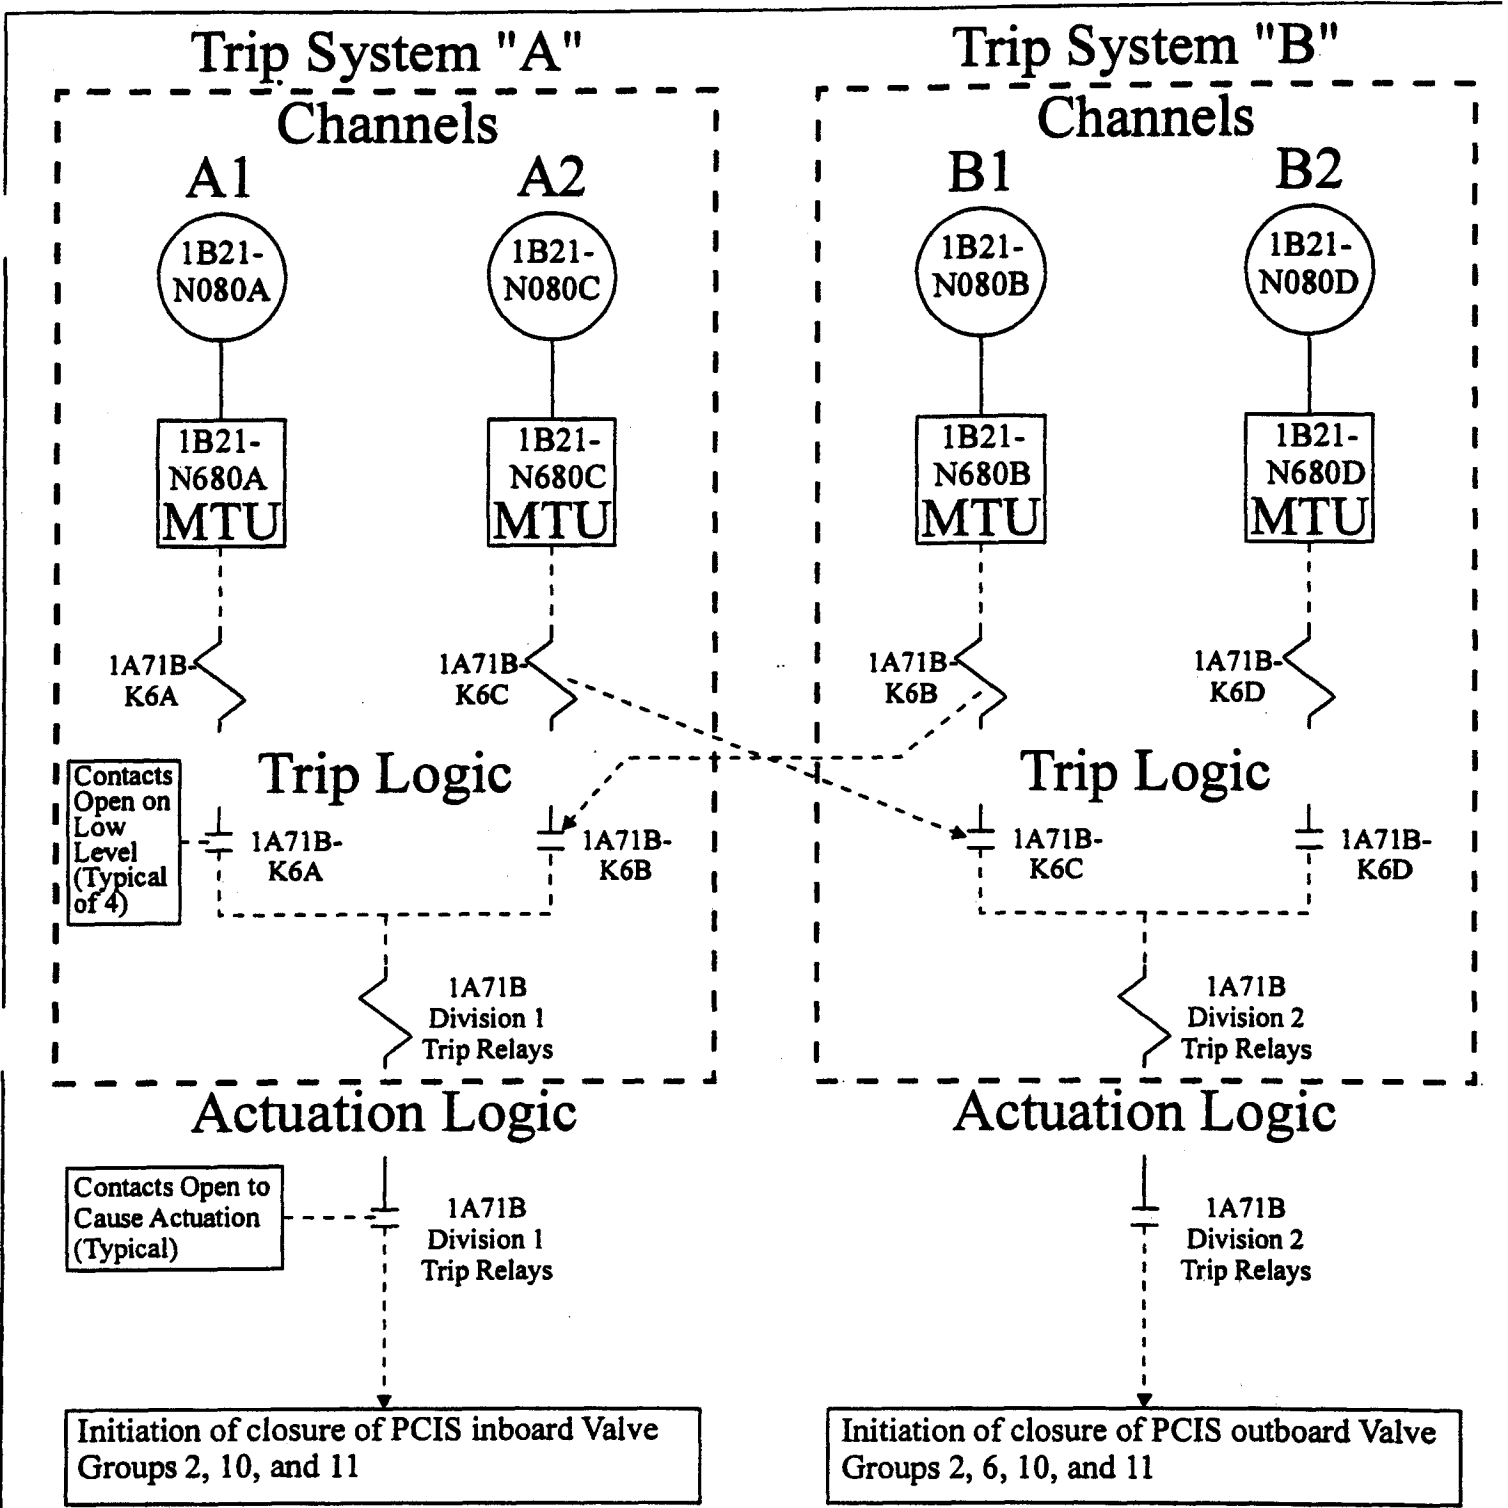 Trip System "A"
Channels
A1
A2
1B21-
N080A
1B21-
N080C
1B21-
N680A
MTU
1B21-
N680C
MTU
1A71B-
K6A
1A71B-
K6C
Trip Logic
Contacts
Open on
Low
Level
(Typical
of 4)
1A71B-
K6A
1A71B-
K6B
1A71B
Division 1
Trip Relays
Actuation Logic
Contacts Open to
Cause Actuation
(Typical)
1A71B
Division 1
Trip Relays
Initiation of closure of PCIS inboard Valve
Groups 2, 10, and 11
Trip System "B"
Channels
B1
B2
1B21-
N080B
1B21-
N080D
1B21-
N680B
MTU
1B21-
N680D
MTU
1A71B-
K6B
1A71B-
K6D
Trip Logic
1A71B-
K6C
1A71B-
K6D
1A71B
Division 2
Trip Relays
Actuation Logic
1A71B
Division 2
Trip Relays
Initiation of closure of PCIS outboard Valve
Groups 2, 6, 10, and 11